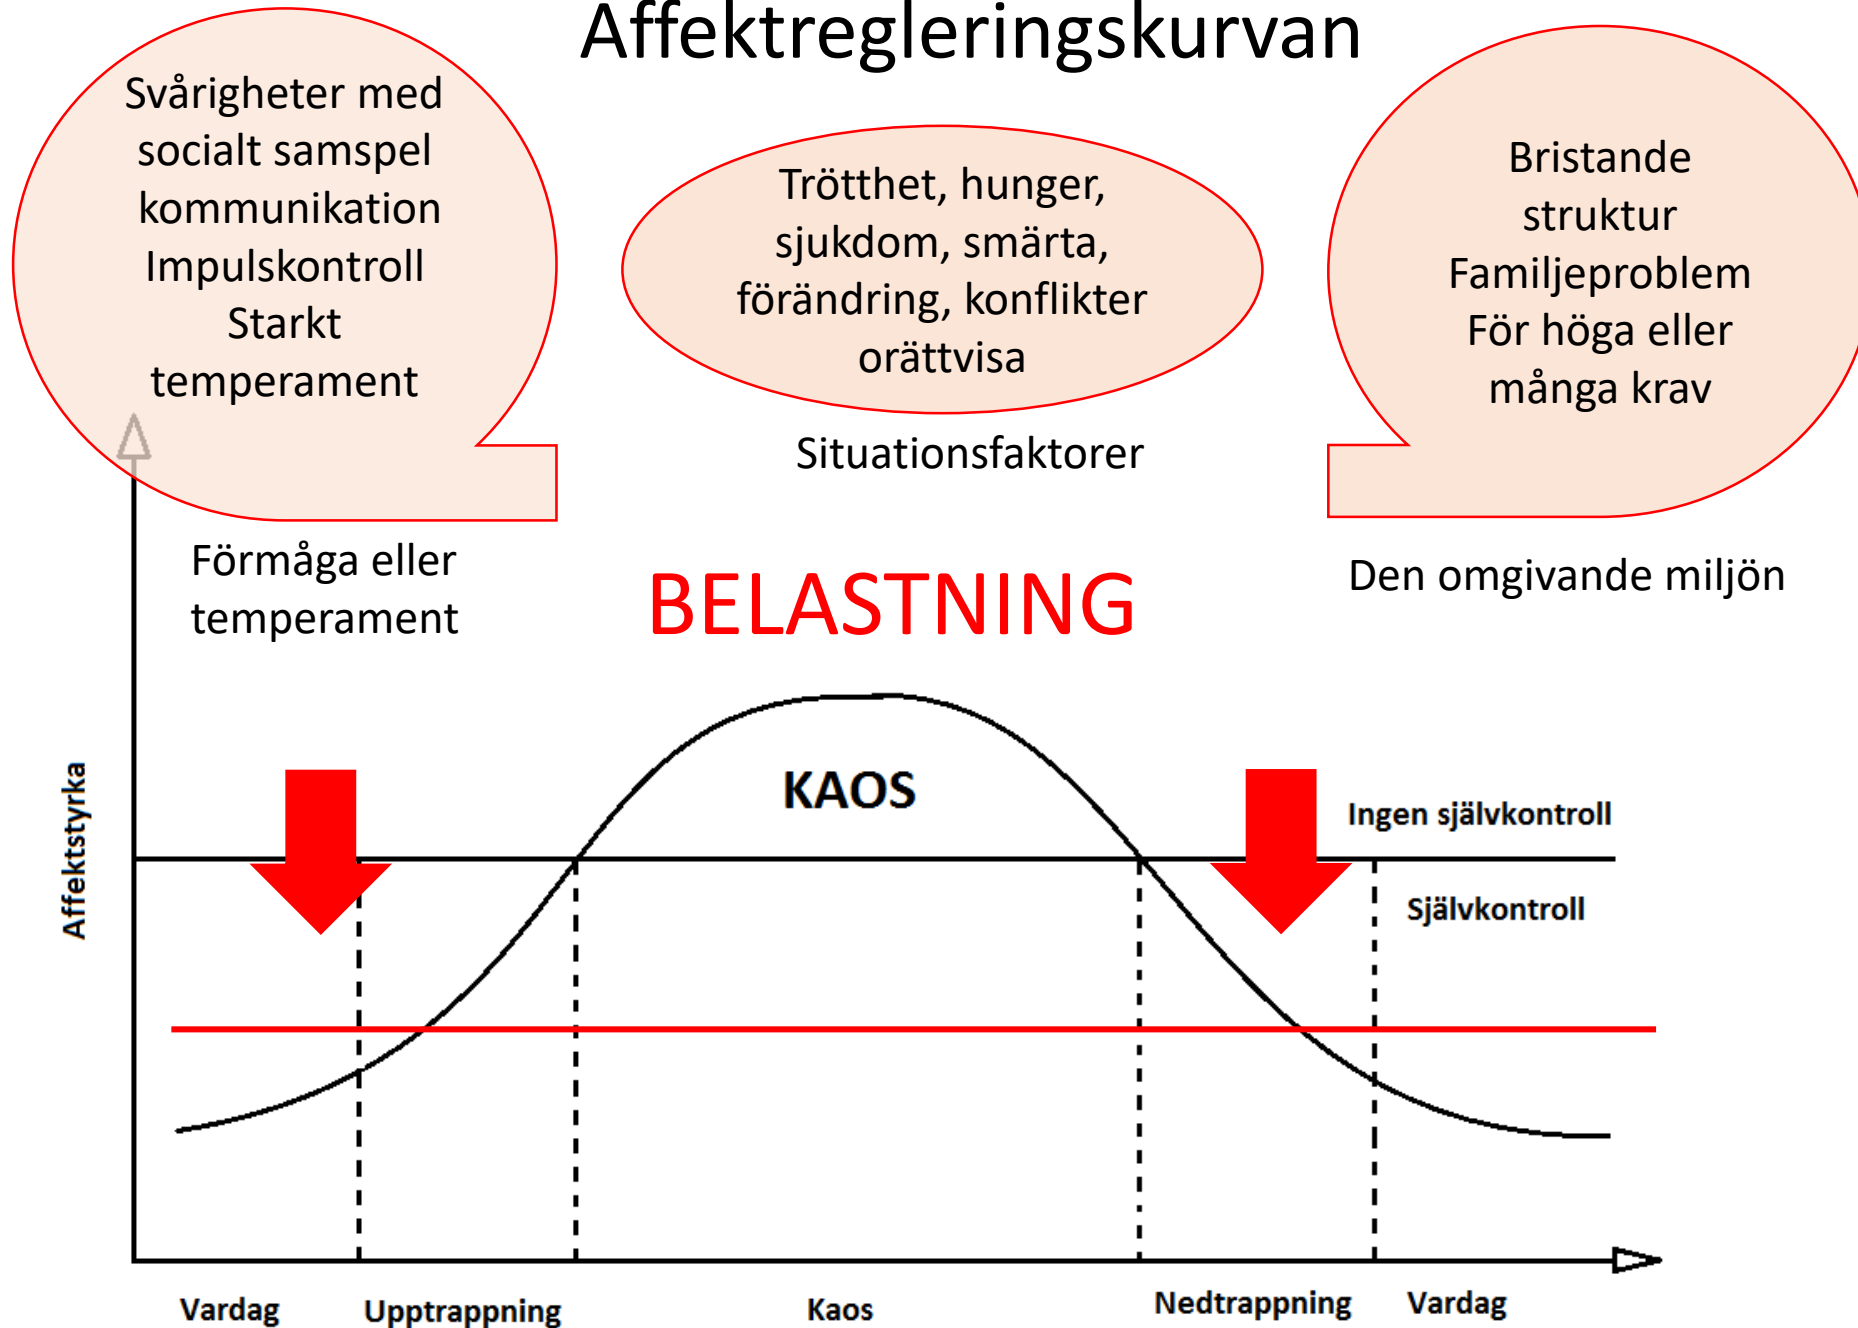 Affektregleringskurvan
Svårigheter med
socialt samspel
kommunikation
Impulskontroll
Starkt
temperament
Trötthet, hunger,
sjukdom, smärta,
förändring, konflikter
orättvisa
Bristande
struktur
Familjeproblem
För höga eller
många krav
Situationsfaktorer
Förmåga eller
temperament
BELASTNING
Den omgivande miljön
Affektstyrka
KAOS
Ingen självkontroll
Självkontroll
Vardag
Upptrappning
Kaos
Nedtrappning
Vardag